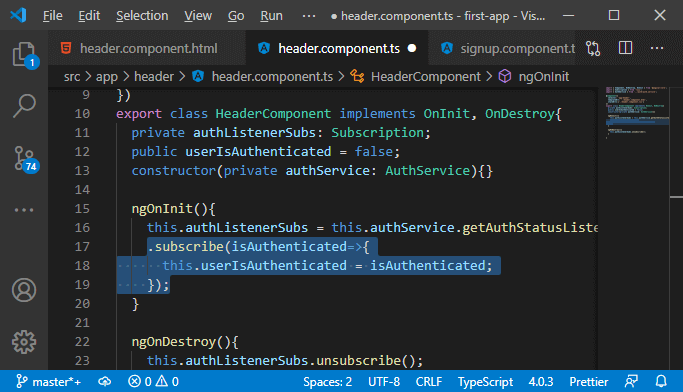 File Edit Selection View Go Run ··· ● header.component.ts - first-app - Vis...
header.component.html header.component.ts ● signup.component.t ···
1
src > app > header > header.component.ts > HeaderComponent > ngOnInit
9 })
10 export class HeaderComponent implements OnInit, OnDestroy{
11 private authListenerSubs: Subscription;
12 public userIsAuthenticated = false;
13 constructor(private authService: AuthService){}
14
15 ngOnInit(){
16 this.authListenerSubs = this.authService.getAuthStatusListe
17 .subscribe(isAuthenticated=>{
74
18 this.userIsAuthenticated = isAuthenticated;
19 });
20 }
21
22 ngOnDestroy(){
23 this.authListenerSubs.unsubscribe();
master*+ 0 0 Spaces: 2 UTF-8 CRLF TypeScript 4.0.3 Prettier